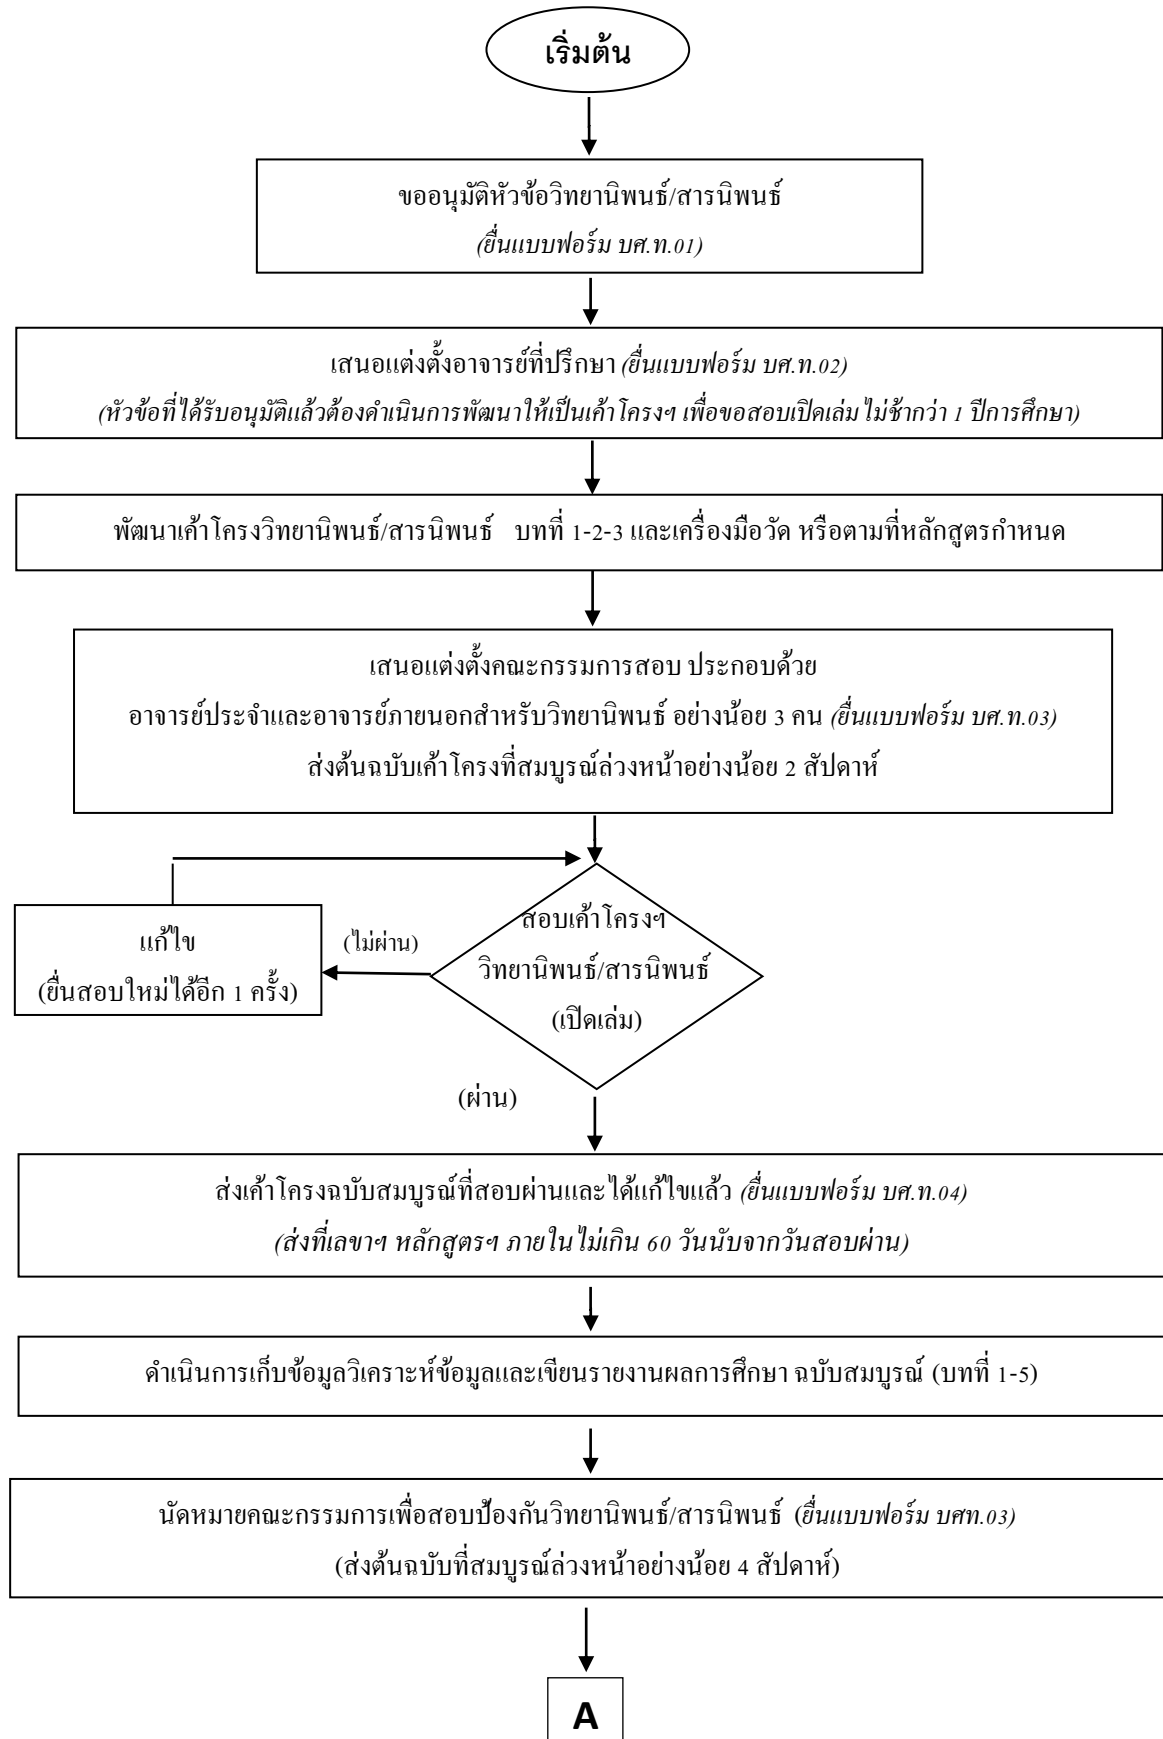 เริ่มต้น
ขออนุมัติหัวข้อวิทยานิพนธ์/สารนิพนธ์
(ยื่นแบบฟอร์ม บศ.ท.01)
เสนอแต่งตั้งอาจารย์ที่ปรึกษา (ยื่นแบบฟอร์ม บศ.ท.02)
(หัวข้อที่ได้รับอนุมัติแล้วต้องดำเนินการพัฒนาให้เป็นเค้าโครงฯ เพื่อขอสอบเปิดเล่ม ไม่ช้ากว่า 1 ปีการศึกษา)
พัฒนาเค้าโครงวิทยานิพนธ์/สารนิพนธ์ บทที่ 1-2-3 และเครื่องมือวัด หรือตามที่หลักสูตรกำหนด
เสนอแต่งตั้งคณะกรรมการสอบ ประกอบด้วย
อาจารย์ประจำและอาจารย์ภายนอกสำหรับวิทยานิพนธ์ อย่างน้อย 3 คน (ยื่นแบบฟอร์ม บศ.ท.03)
ส่งต้นฉบับเค้าโครงที่สมบูรณ์ล่วงหน้าอย่างน้อย 2 สัปดาห์
สอบเค้าโครงฯ
วิทยานิพนธ์/สารนิพนธ์
(เปิดเล่ม)
(ไม่ผ่าน)
แก้ไข
(ยื่นสอบใหม่ได้อีก 1 ครั้ง)
(ผ่าน)
ส่งเค้าโครงฉบับสมบูรณ์ที่สอบผ่านและได้แก้ไขแล้ว (ยื่นแบบฟอร์ม บศ.ท.04)
(ส่งที่เลขาฯ หลักสูตรฯ ภายในไม่เกิน 60 วันนับจากวันสอบผ่าน)
ดำเนินการเก็บข้อมูลวิเคราะห์ข้อมูลและเขียนรายงานผลการศึกษา ฉบับสมบูรณ์ (บทที่ 1-5)
นัดหมายคณะกรรมการเพื่อสอบป้องกันวิทยานิพนธ์/สารนิพนธ์ (ยื่นแบบฟอร์ม บศท.03)
(ส่งต้นฉบับที่สมบูรณ์ล่วงหน้าอย่างน้อย 4 สัปดาห์)
A